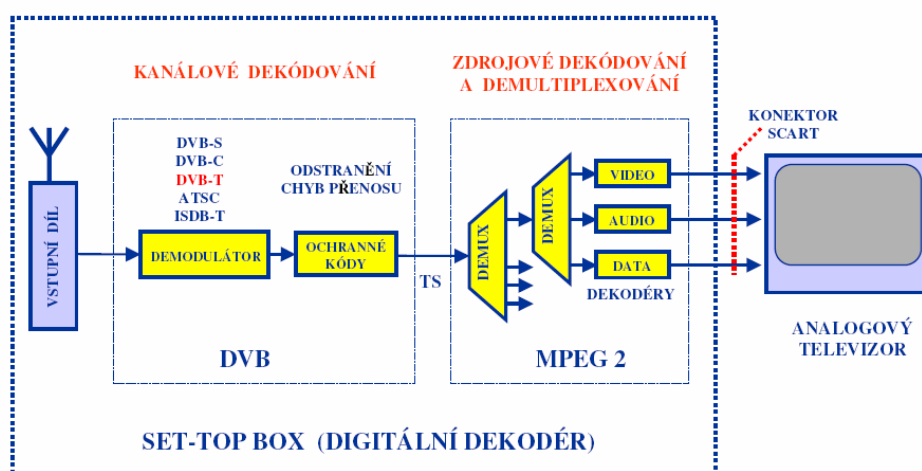 KANÁLOVÉ DEKÓDOVÁNÍ
ZDROJOVÉ DEKÓDOVÁNÍ
A DEMULTIPLEXOVÁNÍ
KONEKTOR
SCART
DVB-S
DVB-C
DVB-T
ATSC
ISDB-T
ODSTRANĚNÍ
CHYB PŘENOSU
VSTUPNÍ DÍL
DEMODULÁTOR
OCHRANNÉ
KÓDY
TS
DEMUX
DEMUX
VIDEO
AUDIO
DATA
DEKODÉRY
DVB
MPEG 2
ANALOGOVÝ
TELEVIZOR
SET-TOP BOX (DIGITÁLNÍ DEKODÉR)